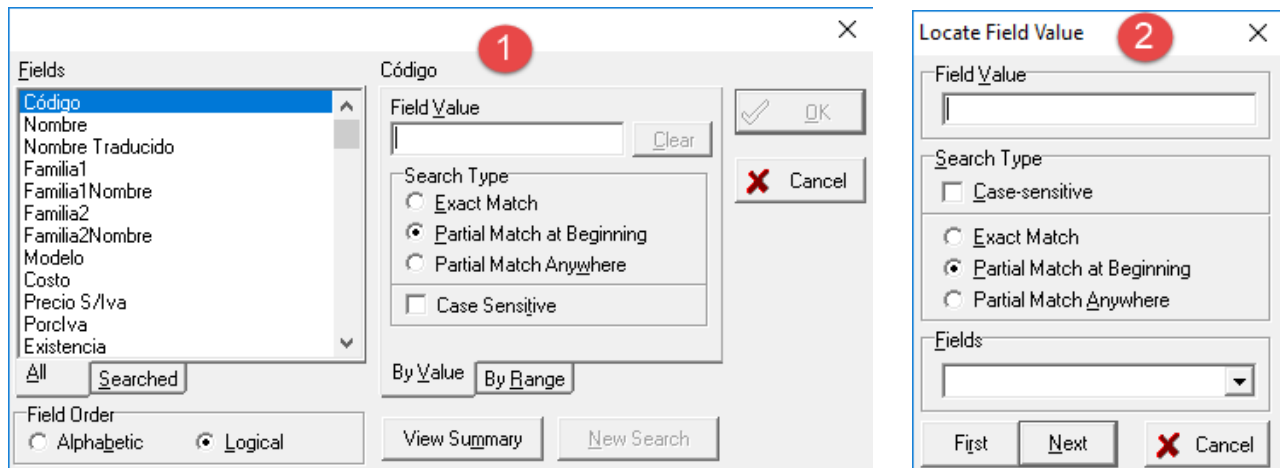 1
Fields
Código
Nombre
Nombre Traducido
Familia1
Familia1Nombre
Familia2
Familia2Nombre
Modelo
Costo
Precio S/Iva
PorcIva
Existencia
All
Searched
Field Order
Alphabetic
Logical
Código
Field Value
Clear
Search Type
Exact Match
Partial Match at Beginning
Partial Match Anywhere
Case Sensitive
By Value
By Range
View Summary
New Search
OK
Cancel
Locate Field Value
2
Field Value
Search Type
Case-sensitive
Exact Match
Partial Match at Beginning
Partial Match Anywhere
Fields
First
Next
Cancel